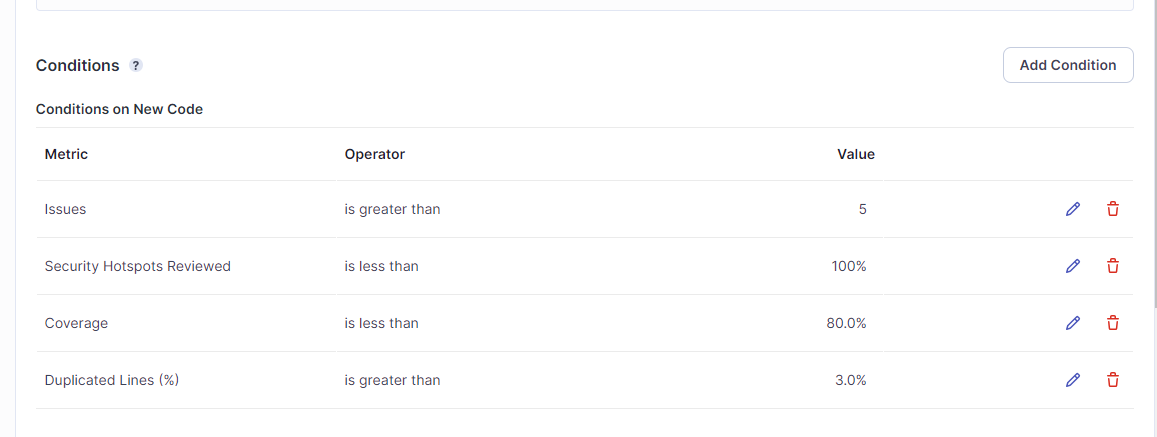 Conditions ?
Add Condition
Conditions on New Code
Metric Operator Value
Issues is greater than 5
Security Hotspots Reviewed is less than 100%
Coverage is less than 80.0%
Duplicated Lines (%) is greater than 3.0%